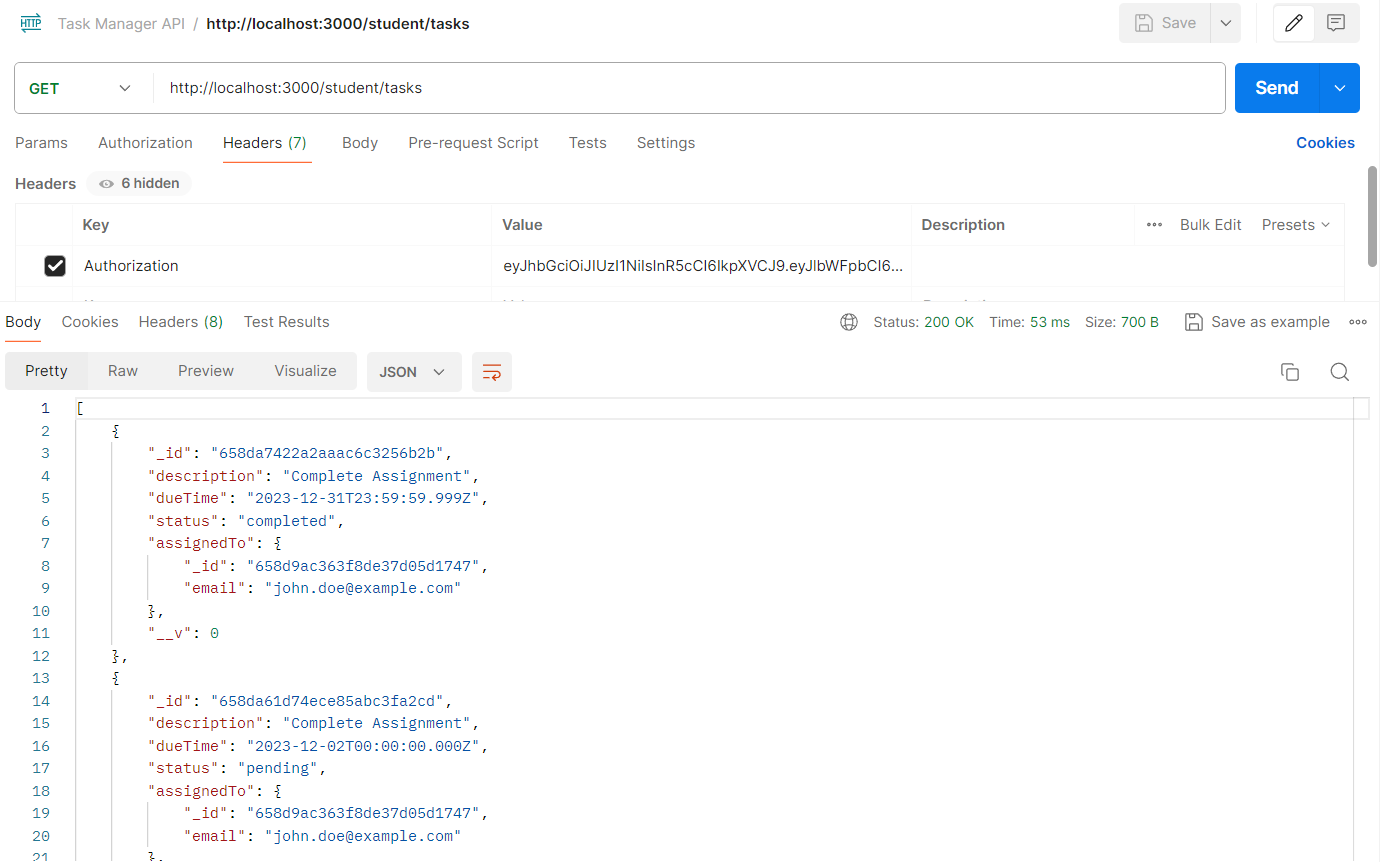 HTTP Task Manager API / http://localhost:3000/student/tasks Save
GET http://localhost:3000/student/tasks Send
Params Authorization Headers (7) Body Pre-request Script Tests Settings Cookies
Headers 6 hidden
Key Value Description ••• Bulk Edit Presets
Authorization eyJhbGciOiJIUzI1NiIsInR5cCI6IkpXVCJ9.eyJlbWFpbCI6...
Body Cookies Headers (8) Test Results Status: 200 OK Time: 53 ms Size: 700 B Save as example
Pretty Raw Preview Visualize JSON
1 [
2 {
3 "_id": "658da7422a2aaac6c3256b2b",
4 "description": "Complete Assignment",
5 "dueTime": "2023-12-31T23:59:59.999Z",
6 "status": "completed",
7 "assignedTo": {
8 "_id": "658d9ac363f8de37d05d1747",
9 "email": "john.doe@example.com"
10 },
11 "__v": 0
12 },
13 {
14 "_id": "658da61d74ece85abc3fa2cd",
15 "description": "Complete Assignment",
16 "dueTime": "2023-12-02T00:00:00.000Z",
17 "status": "pending",
18 "assignedTo": {
19 "_id": "658d9ac363f8de37d05d1747",
20 "email": "john.doe@example.com"
21 },